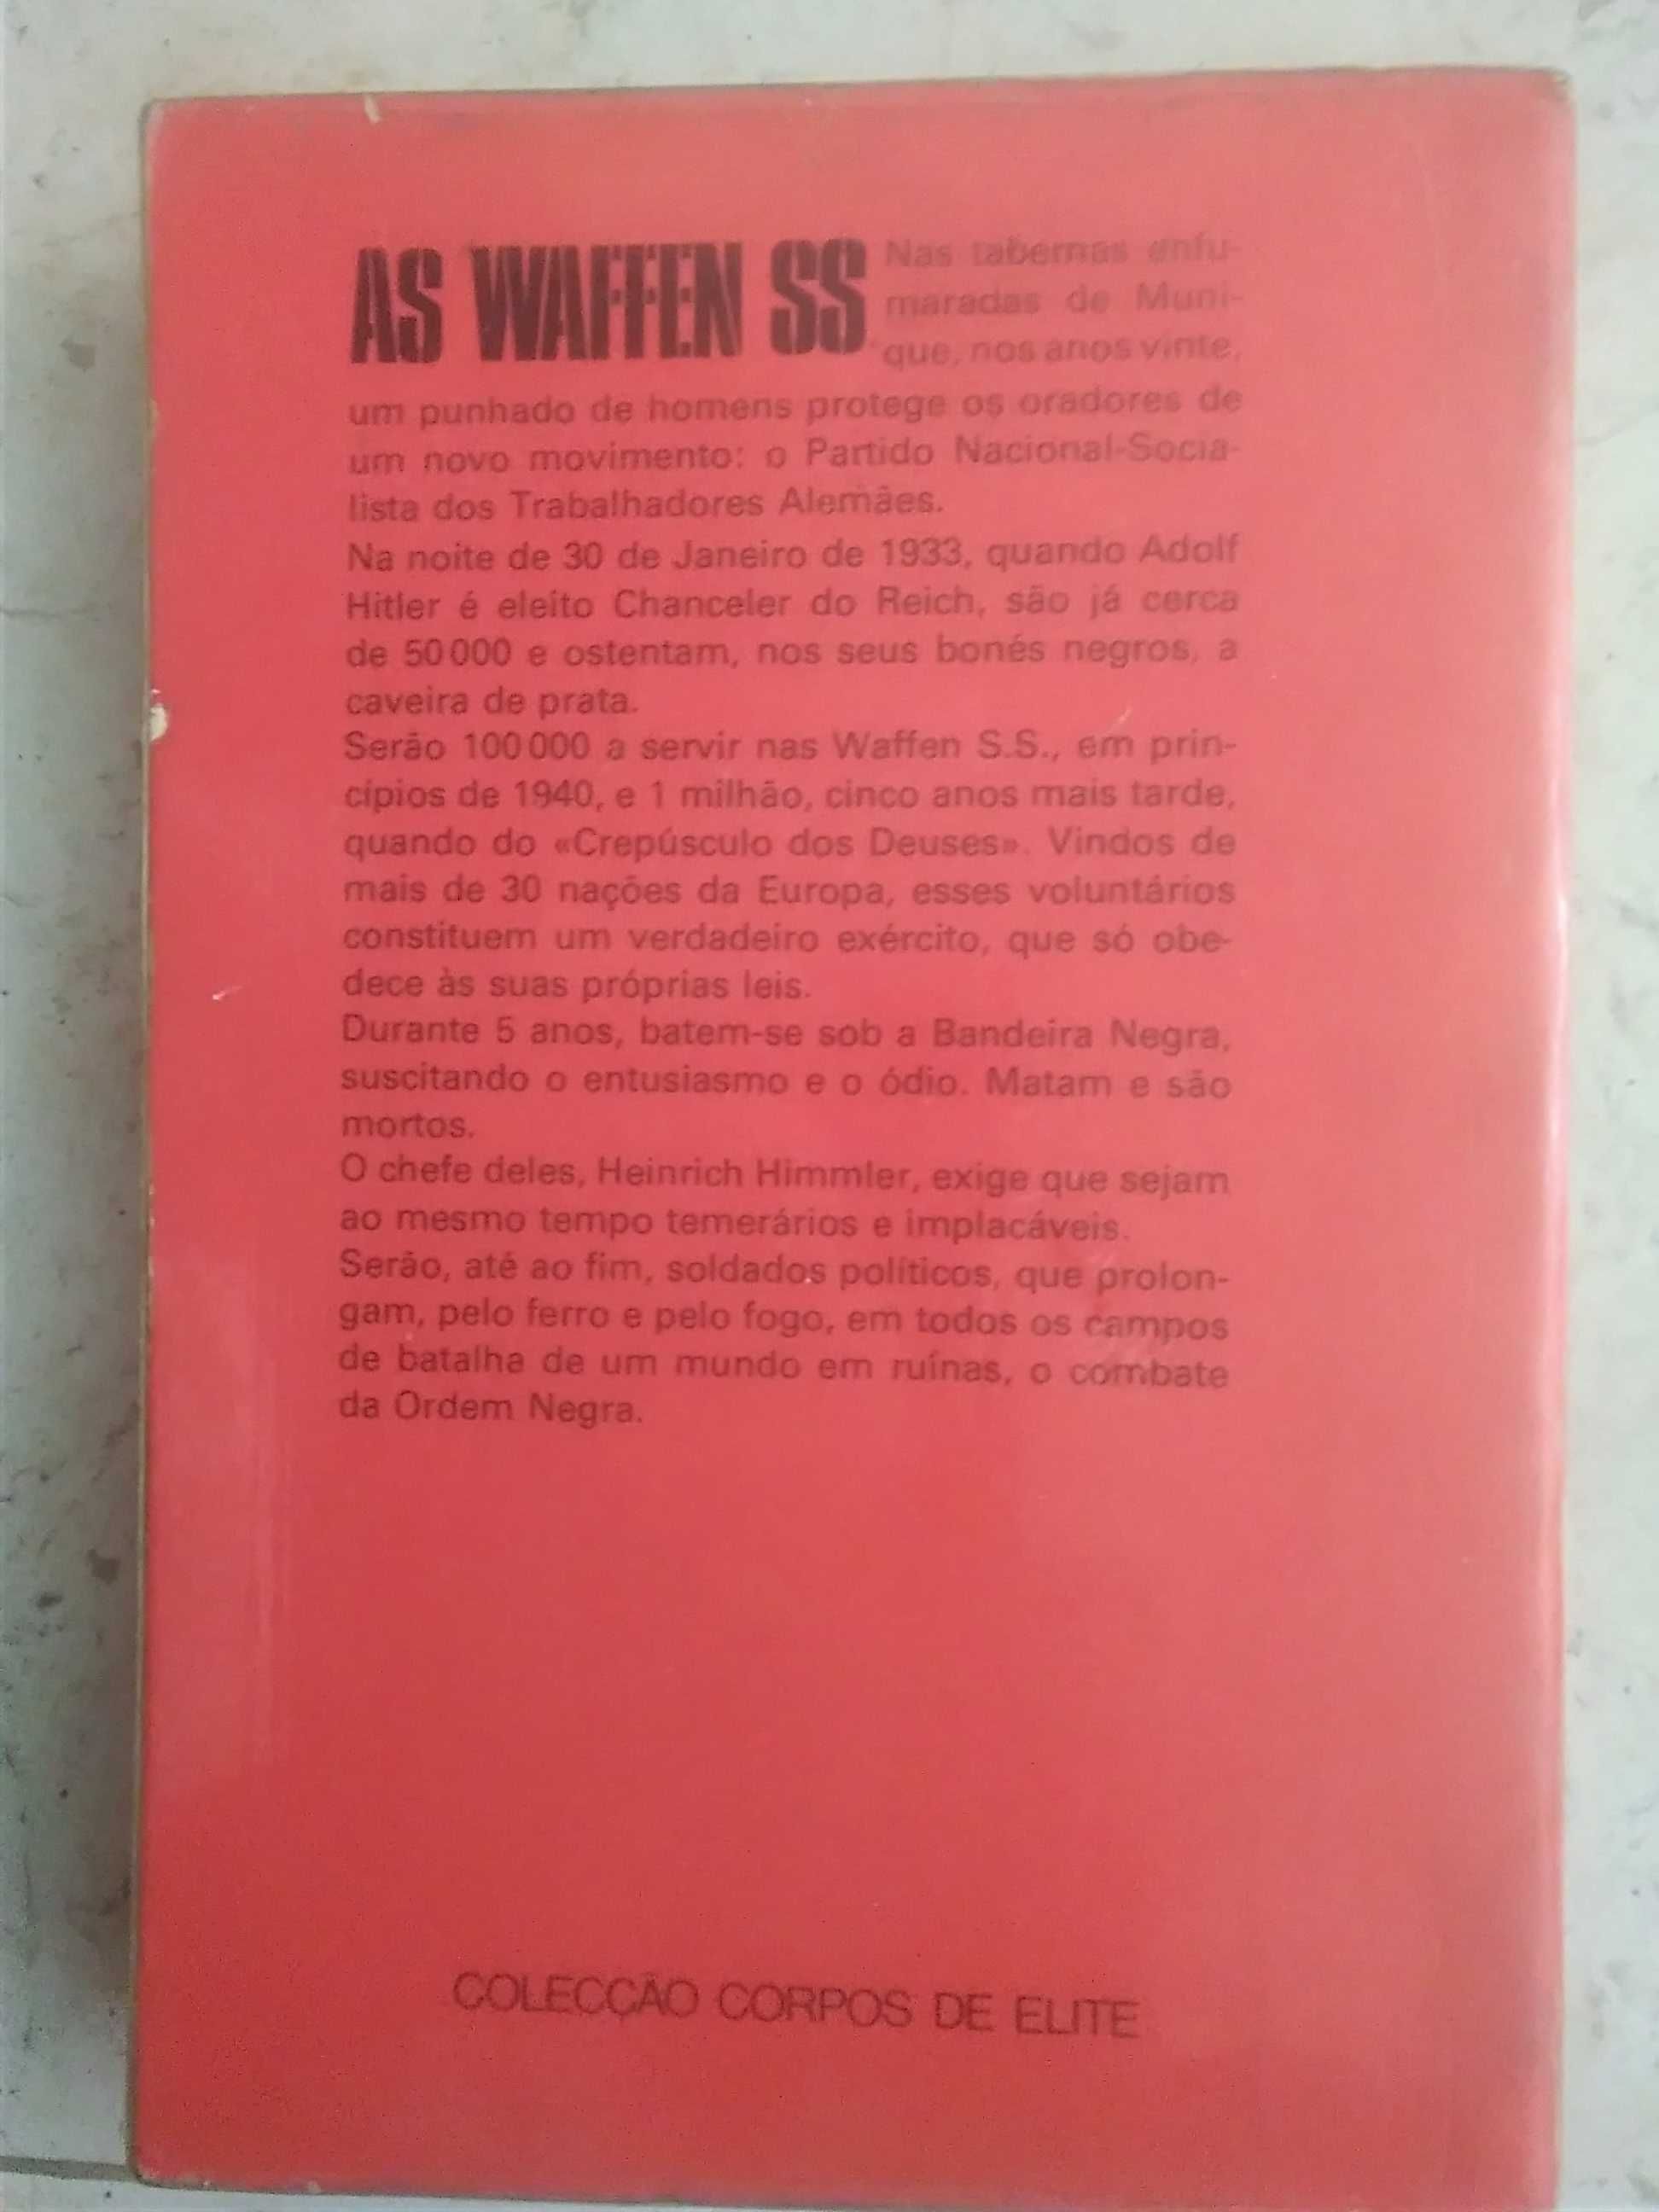 AS WAFFEN SS Nas tabernas enfu-
maradas de Muni-
que, nos anos vinte,
um punhado de homens protege os oradores de
um novo movimento: o Partido Nacional-Socia-
lista dos Trabalhadores Alemães.
Na noite de 30 de Janeiro de 1933, quando Adolf
Hitler é eleito Chanceler do Reich, são já cerca
de 50 000 e ostentam, nos seus bonés negros, a
caveira de prata.
Serão 100 000 a servir nas Waffen S.S., em prin-
cípios de 1940, e 1 milhão, cinco anos mais tarde,
quando do «Crepúsculo dos Deuses». Vindos de
mais de 30 nações da Europa, esses voluntários
constituem um verdadeiro exército, que só obe-
dece às suas próprias leis.
Durante 5 anos, batem-se sob a Bandeira Negra,
suscitando o entusiasmo e o ódio. Matam e são
mortos.
O chefe deles, Heinrich Himmler, exige que sejam
ao mesmo tempo temerários e implacáveis.
Serão, até ao fim, soldados políticos, que prolon-
gam, pelo ferro e pelo fogo, em todos os campos
de batalha de um mundo em ruínas, o combate
da Ordem Negra.
COLECÇÃO CORPOS DE ELITE